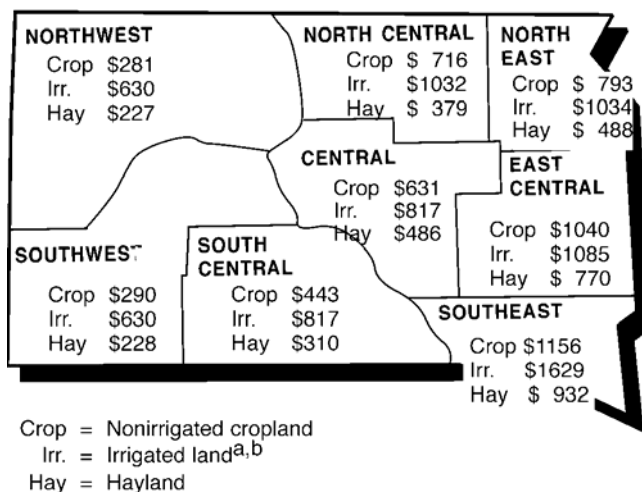 NORTHWEST
Crop $281
Irr. $630
Hay $227
NORTH CENTRAL
Crop $ 716
Irr. $1032
Hay $ 379
NORTH
EAST
Crop $ 793
Irr. $1034
Hay $ 488
CENTRAL
Crop $631
Irr. $817
Hay $486
EAST
CENTRAL
Crop $1040
Irr. $1085
Hay $ 770
SOUTHWEST
Crop $290
Irr. $630
Hay $228
SOUTH
CENTRAL
Crop $443
Irr. $817
Hay $310
SOUTHEAST
Crop $1156
Irr. $1629
Hay $ 932
Crop = Nonirrigated cropland
Irr. = Irrigated land a,b
Hay = Hayland